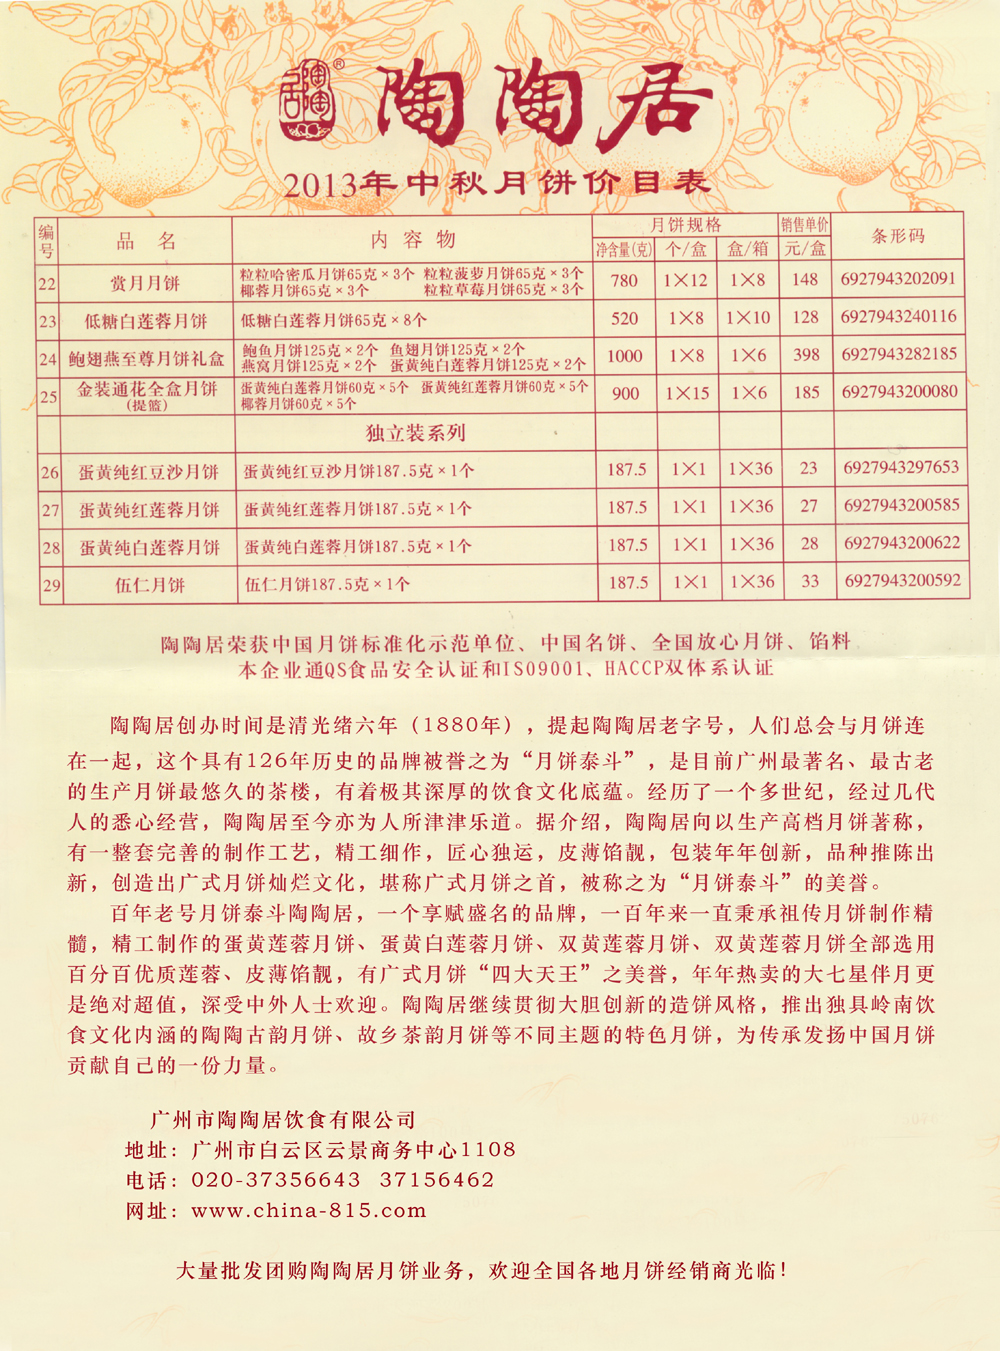 陶陶居® 陶陶居
2013年中秋月饼价目表
编号 品 名 内 容 物 月饼规格 销售单价 条形码
净含量(克) 个/盒 盒/箱 元/盒
22 赏月月饼 粒粒哈密瓜月饼65克×3个 粒粒菠萝月饼65克×3个 780 1×12 1×8 148 6927943202091
椰蓉月饼65克×3个 粒粒草莓月饼65克×3个
23 低糖白莲蓉月饼 低糖白莲蓉月饼65克×8个 520 1×8 1×10 128 6927943240116
24 鲍翅燕至尊月饼礼盒 鲍鱼月饼125克×2个 鱼翅月饼125克×2个 1000 1×8 1×6 398 6927943282185
燕窝月饼125克×2个 蛋黄纯白莲蓉月饼125克×2个
25 金装通花全盒月饼 (提篮) 蛋黄纯白莲蓉月饼60克×5个 蛋黄纯红莲蓉月饼60克×5个 900 1×15 1×6 185 6927943200080
椰蓉月饼60克×5个
独立装系列
26 蛋黄纯红豆沙月饼 蛋黄纯红豆沙月饼187.5克×1个 187.5 1×1 1×36 23 6927943297653
27 蛋黄纯红莲蓉月饼 蛋黄纯红莲蓉月饼187.5克×1个 187.5 1×1 1×36 27 6927943200585
28 蛋黄纯白莲蓉月饼 蛋黄纯白莲蓉月饼187.5克×1个 187.5 1×1 1×36 28 6927943200622
29 伍仁月饼 伍仁月饼187.5克×1个 187.5 1×1 1×36 33 6927943200592
陶陶居荣获中国月饼标准化示范单位、中国名饼、全国放心月饼、馅料
本企业通QS食品安全认证和ISO9001、HACCP双体系认证
陶陶居创办时间是清光绪六年（1880年），提起陶陶居老字号，人们总会与月饼连
在一起，这个具有126年历史的品牌被誉之为“月饼泰斗”，是目前广州最著名、最古老
的生产月饼最悠久的茶楼，有着极其深厚的饮食文化底蕴。经历了一个多世纪，经过几代
人的悉心经营，陶陶居至今亦为人所津津乐道。据介绍，陶陶居向以生产高档月饼著称，
有一整套完善的制作工艺，精工细作，匠心独运，皮薄馅靓，包装年年创新，品种推陈出
新，创造出广式月饼灿烂文化，堪称广式月饼之首，被称之为“月饼泰斗”的美誉。
百年老号月饼泰斗陶陶居，一个享赋盛名的品牌，一百年来一直秉承祖传月饼制作精
髓，精工制作的蛋黄莲蓉月饼、蛋黄白莲蓉月饼、双黄莲蓉月饼、双黄莲蓉月饼全部选用
百分百优质莲蓉、皮薄馅靓，有广式月饼“四大天王”之美誉，年年热卖的大七星伴月更
是绝对超值，深受中外人士欢迎。陶陶居继续贯彻大胆创新的造饼风格，推出独具岭南饮
食文化内涵的陶陶古韵月饼、故乡茶韵月饼等不同主题的特色月饼，为传承发扬中国月饼
贡献自己的一份力量。
广州市陶陶居饮食有限公司
地址：广州市白云区云景商务中心1108
电话：020-37356643 37156462
网址：www.china-815.com
大量批发团购陶陶居月饼业务，欢迎全国各地月饼经销商光临！